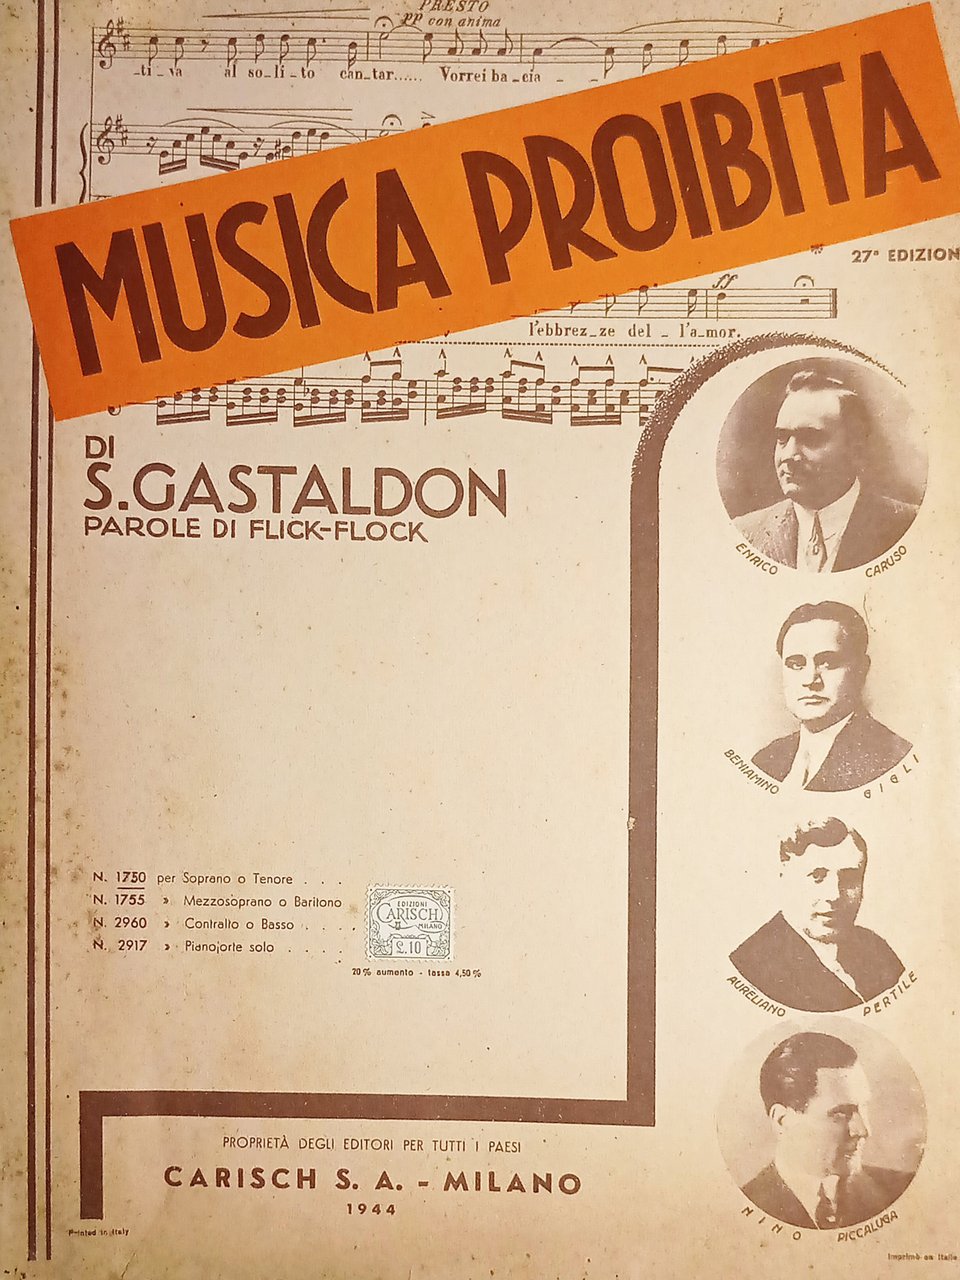 PRESTO
pp con anima
-ti-va al so-li-to can-tar...... Vorrei ba-cia - -
MUSICA PROIBITA
27ª EDIZION
ff
l'ebbrez-ze del - l'a-mor.
DI
S. GASTALDON
PAROLE DI FLICK-FLOCK
ENRICO CARUSO
BENIAMINO GIGLI
AURELIANO PERTILE
NINO PICCALUGA
N. 1750 per Soprano o Tenore . . . .
N. 1755 » Mezzosoprano o Baritono
N. 2960 » Contralto o Basso . . . .
N. 2917 » Pianoforte solo . . . .
EDIZIONI
CARISCH
MILANO
£.10
20% aumento - tassa 4,50%
PROPRIETÀ DEGLI EDITORI PER TUTTI I PAESI
CARISCH S. A. - MILANO
1944
Printed in Italy
Imprimé en Italie